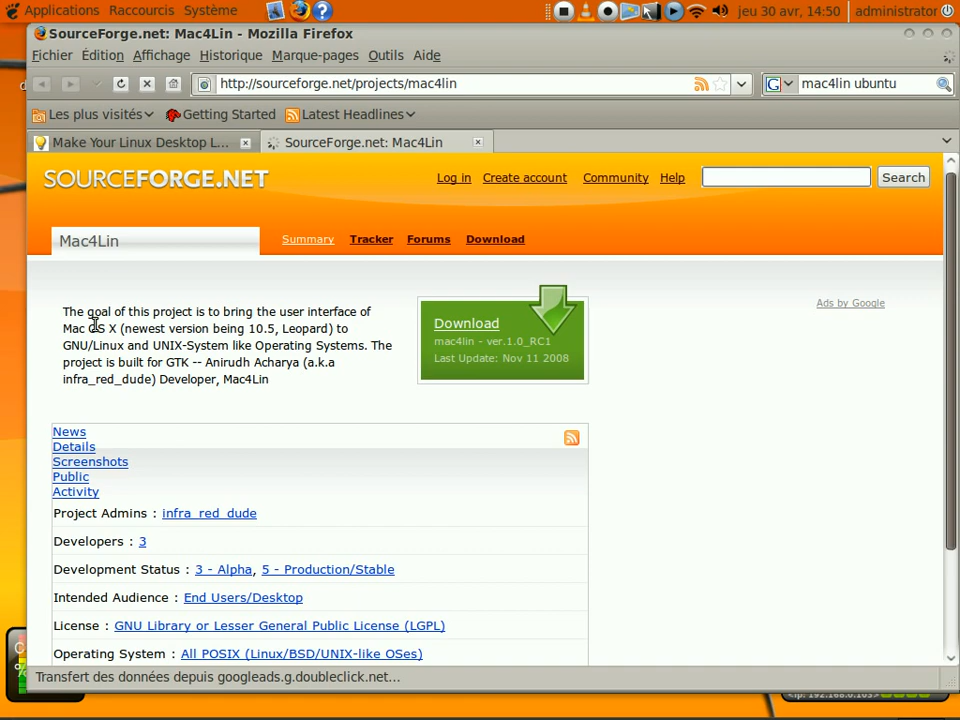 Applications Raccourcis Système jeu 30 avr, 14:50 administrator
SourceForge.net: Mac4Lin - Mozilla Firefox
Fichier Édition Affichage Historique Marque-pages Outils Aide
http://sourceforge.net/projects/mac4lin G mac4lin ubuntu
Les plus visités Getting Started Latest Headlines
Make Your Linux Desktop L... SourceForge.net: Mac4Lin
SOURCEFORGE.NET Log in Create account Community Help Search
Mac4Lin Summary Tracker Forums Download
The goal of this project is to bring the user interface of
Mac OS X (newest version being 10.5, Leopard) to
GNU/Linux and UNIX-System like Operating Systems. The
project is built for GTK -- Anirudh Acharya (a.k.a
infra_red_dude) Developer, Mac4Lin
Download
mac4lin - ver.1.0_RC1
Last Update: Nov 11 2008
Ads by Google
News
Details
Screenshots
Public
Activity
Project Admins : infra_red_dude
Developers : 3
Development Status : 3 - Alpha, 5 - Production/Stable
Intended Audience : End Users/Desktop
License : GNU Library or Lesser General Public License (LGPL)
Operating System : All POSIX (Linux/BSD/UNIX-like OSes)
Transfert des données depuis googleads.g.doubleclick.net...